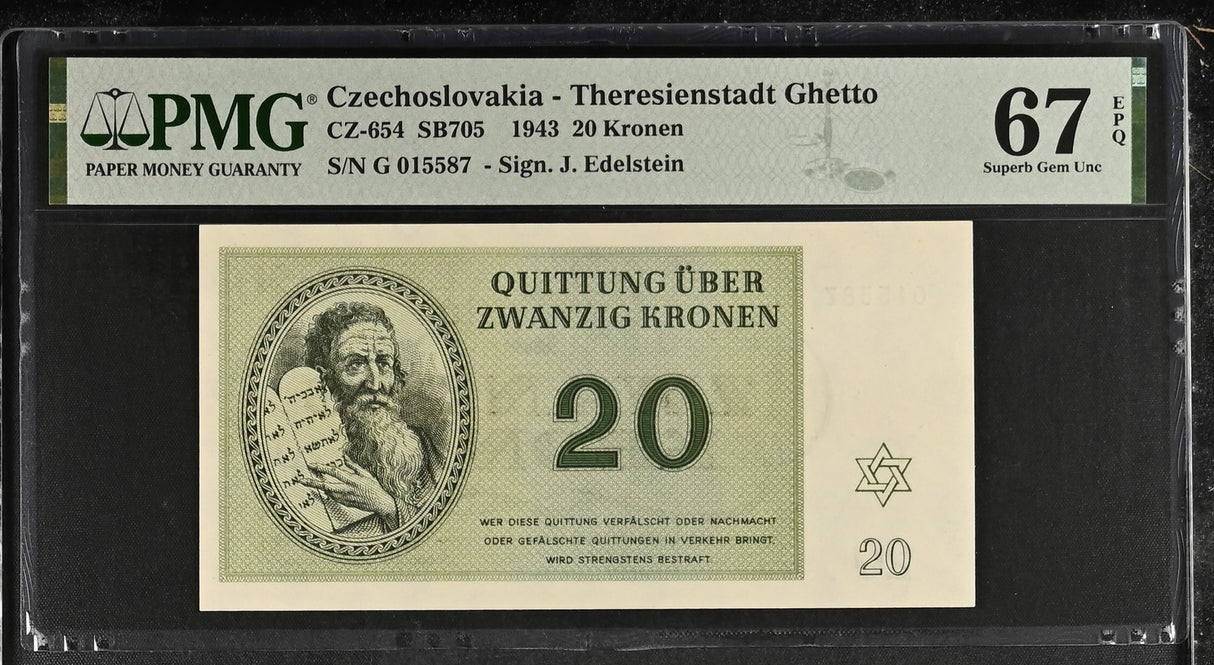 PMG®
PAPER MONEY GUARANTY
Czechoslovakia - Theresienstadt Ghetto
CZ-654 SB705 1943 20 Kronen
S/N G 015587 - Sign. J. Edelstein
67 EPQ
Superb Gem Unc
QUITTUNG ÜBER
ZWANZIG KRONEN
20
WER DIESE QUITTUNG VERFÄLSCHT ODER NACHMACHT
ODER GEFÄLSCHTE QUITTUNGEN IN VERKEHR BRINGT,
WIRD STRENGSTENS BESTRAFT.
20